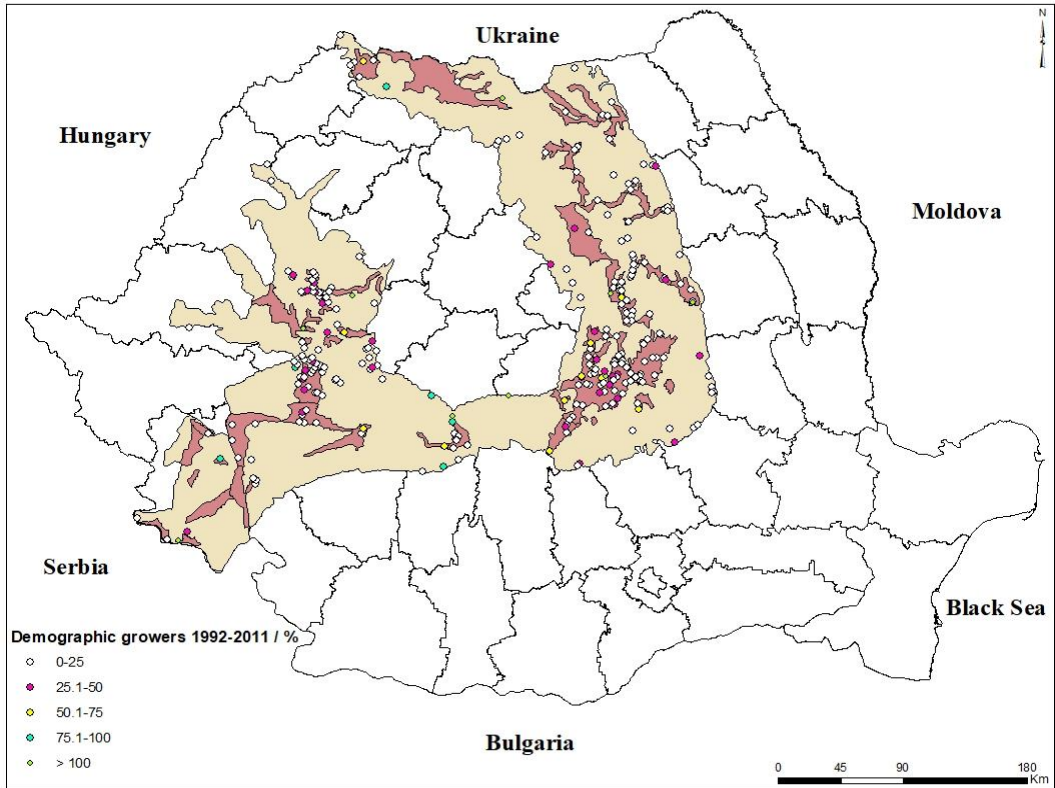 N
Ukraine
Hungary
Moldova
Serbia
Black Sea
Bulgaria
Demographic growers 1992-2011 / %
0-25
25.1-50
50.1-75
75.1-100
> 100
0 45 90 180
Km